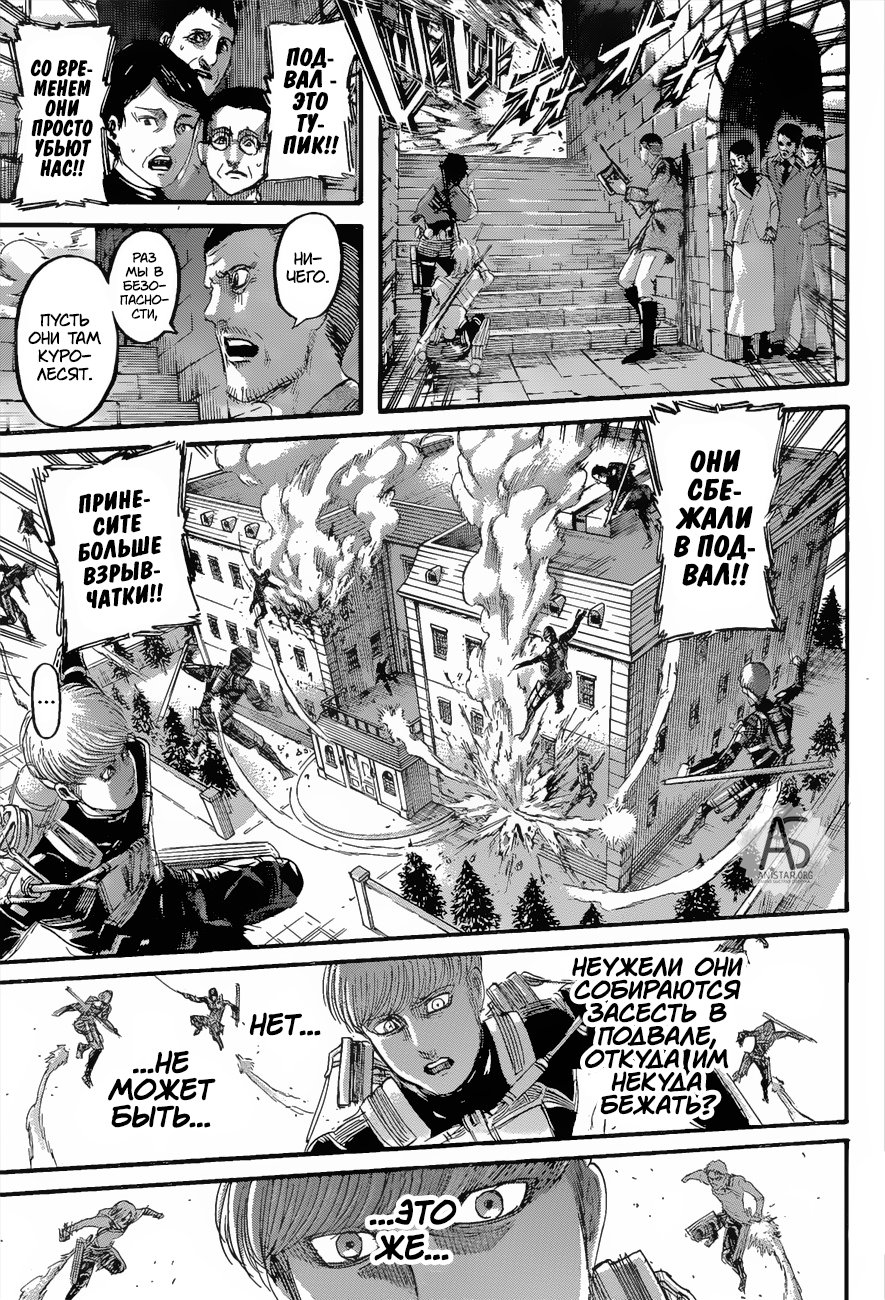 ПОД-
ВАЛ -
ЭТО
ТУ-
ПИК!!
СО ВРЕ-
МЕНЕМ
ОНИ
ПРОСТО
УБЬЮТ
НАС!!
НИ-
ЧЕГО.
РАЗ
МЫ В
БЕЗО-
ПАСНО-
СТИ,
ПУСТЬ
ОНИ ТАМ
КУРО-
ЛЕСЯТ.
ОНИ
СБЕ-
ЖАЛИ
В ПОД-
ВАЛ!!
ПРИНЕ-
СИТЕ
БОЛЬШЕ
ВЗРЫВ-
ЧАТКИ!!
....
AS
ANISTAR.ORG
НЕУЖЕЛИ ОНИ
СОБИРАЮТСЯ
ЗАСЕСТЬ В
ПОДВАЛЕ,
ОТКУДА ИМ
НЕКУДА
БЕЖАТЬ?
НЕТ...
...НЕ
МОЖЕТ
БЫТЬ...
...ЭТО
ЖЕ...